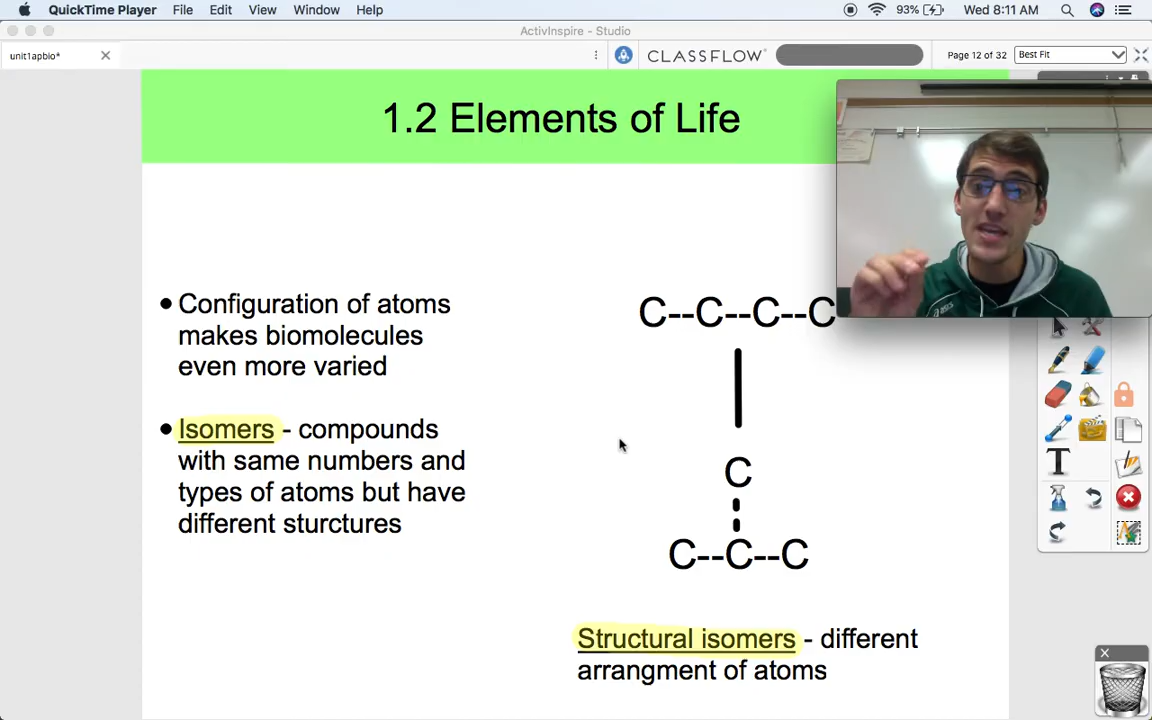 QuickTime Player File Edit View Window Help 93% Wed 8:11 AM
ActivInspire - Studio
unit1apbio* CLASSFLOW Page 12 of 32 Best Fit
1.2 Elements of Life
Configuration of atoms
makes biomolecules
even more varied
Isomers - compounds
with same numbers and
types of atoms but have
different sturctures
C--C--C--C
C
C--C--C
Structural isomers - different
arrangment of atoms
T